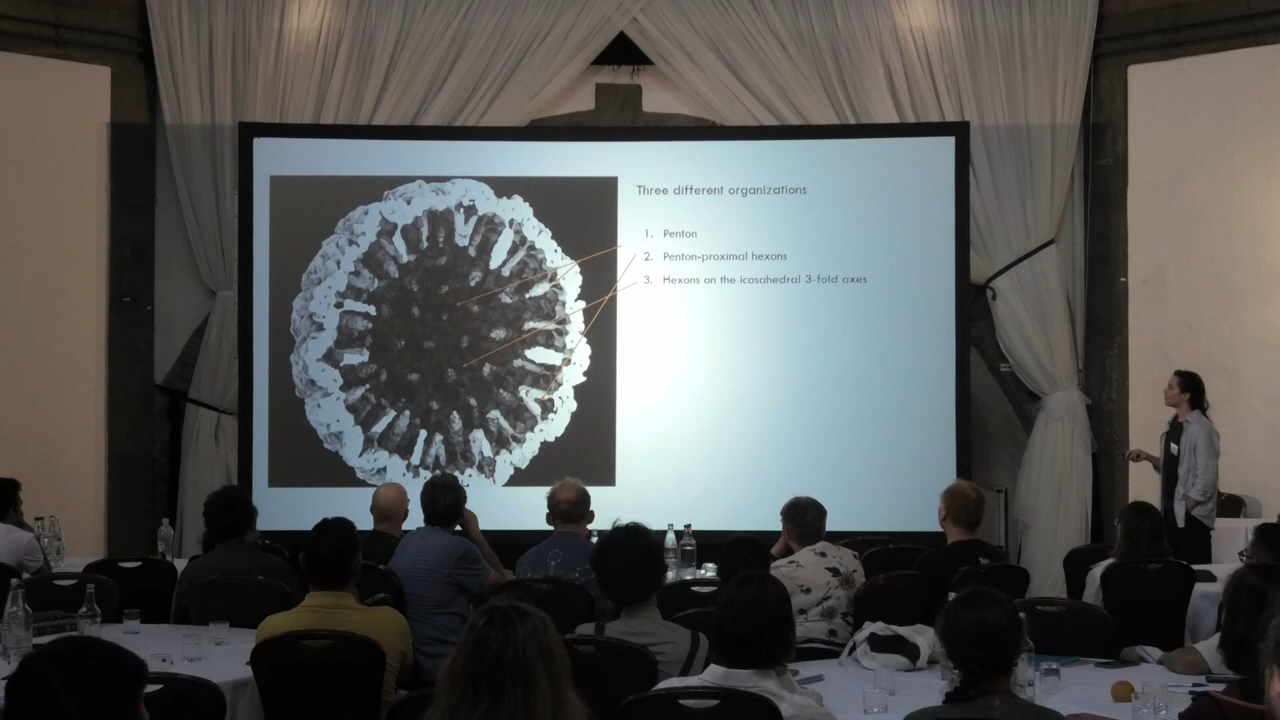 Three different organizations
1. Penton
2. Penton-proximal hexons
3. Hexons on the icosahedral 3-fold axes